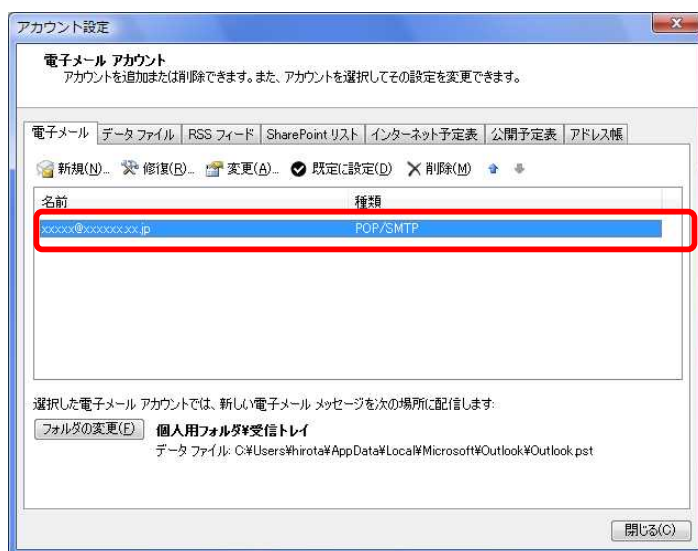 アカウント設定
電子メール アカウント
アカウントを追加または削除できます。また、アカウントを選択してその設定を変更できます。
電子メール データ ファイル RSS フィード SharePoint リスト インターネット予定表 公開予定表 アドレス帳
新規(N)... 修復(R)... 変更(A)... 既定に設定(D) 削除(M)
名前 種類
xxxxx@xxxxxx.xx.jp POP/SMTP
選択した電子メール アカウントでは、新しい電子メール メッセージを次の場所に配信します:
フォルダの変更(F) 個人用フォルダ¥受信トレイ
データ ファイル: C:¥Users¥hirota¥AppData¥Local¥Microsoft¥Outlook¥Outlook.pst
閉じる(C)